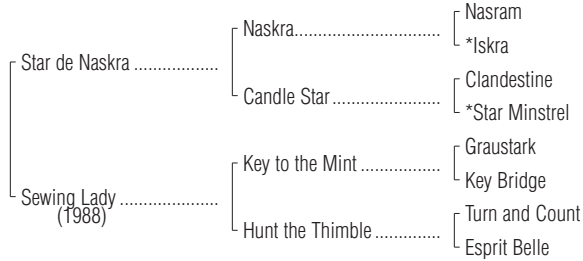 Nasram
Naskra
*Iskra
Star de Naskra
Clandestine
Candle Star
*Star Minstrel
Graustark
Key to the Mint
Key Bridge
Sewing Lady
(1988)
Turn and Count
Hunt the Thimble
Esprit Belle